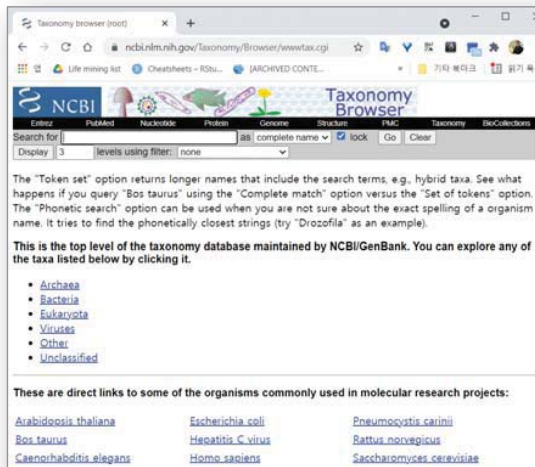 Taxonomy browser (root)
ncbi.nlm.nih.gov/Taxonomy/Browser/wwwtax.cgi
앱 Life mining list Cheatsheets – RStu... [ARCHIVED CONTE... » 기타 북마크 읽기 목
NCBI Taxonomy Browser
Entrez PubMed Nucleotide Protein Genome Structure PMC Taxonomy BioCollections
Search for as complete name lock Go Clear
Display 3 levels using filter: none
The "Token set" option returns longer names that include the search terms, e.g., hybrid taxa. See what
happens if you query "Bos taurus" using the "Complete match" option versus the "Set of tokens" option.
The "Phonetic search" option can be used when you are not sure about the exact spelling of a organism
name. It tries to find the phonetically closest strings (try "Drozofila" as an example).
This is the top level of the taxonomy database maintained by NCBI/GenBank. You can explore any of
the taxa listed below by clicking it.
• Archaea
• Bacteria
• Eukaryota
• Viruses
• Other
• Unclassified
These are direct links to some of the organisms commonly used in molecular research projects:
Arabidopsis thaliana Escherichia coli Pneumocystis carinii
Bos taurus Hepatitis C virus Rattus norvegicus
Caenorhabditis elegans Homo sapiens Saccharomyces cerevisiae